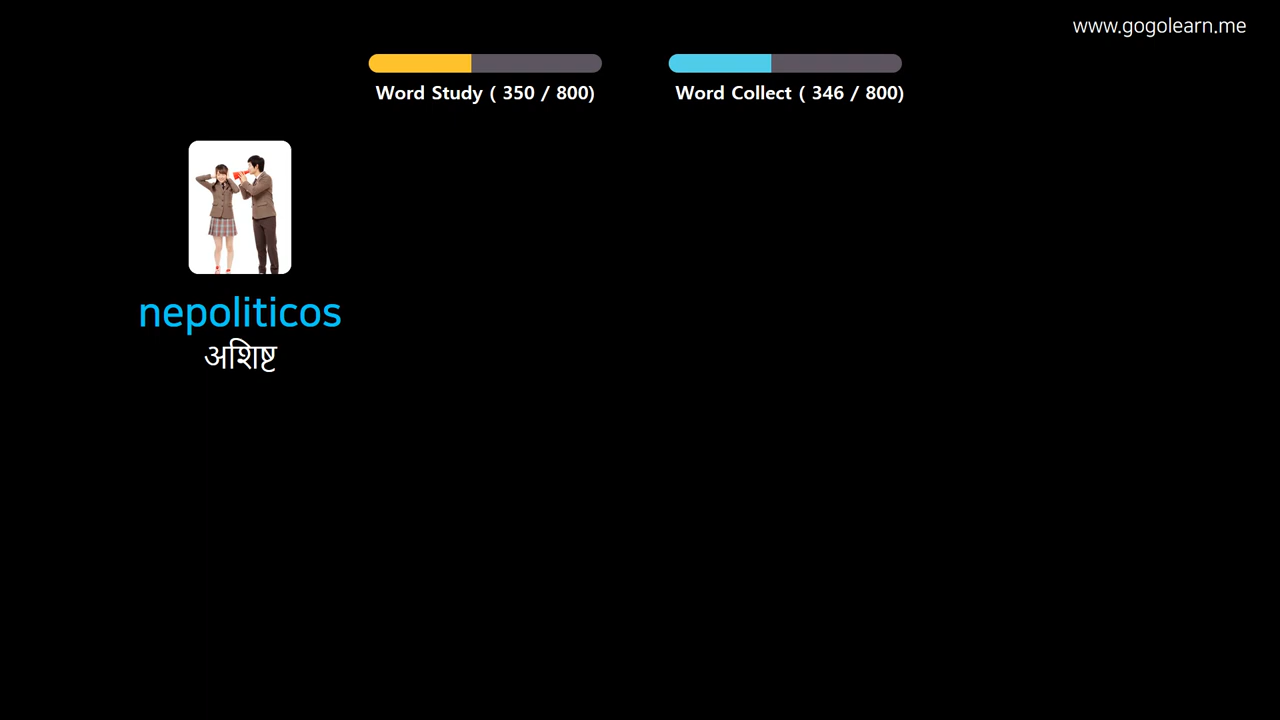 www.gogolearn.me
Word Study ( 350 / 800)
Word Collect ( 346 / 800)
nepoliticos
अशिष्ट